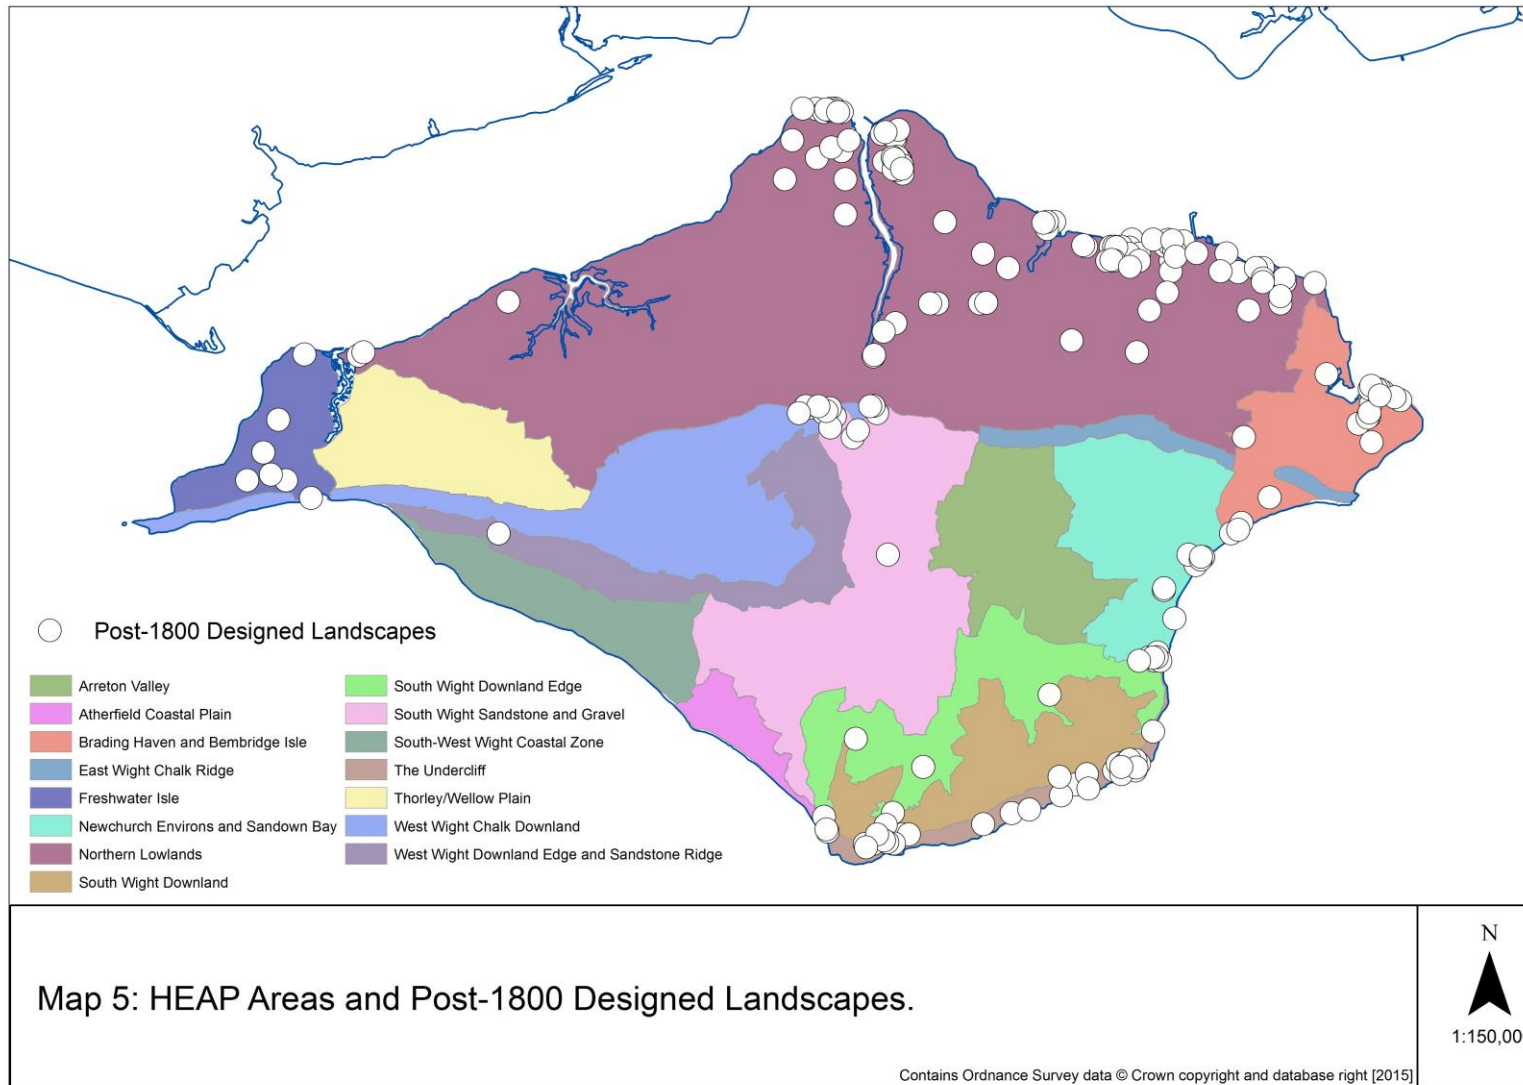 Post-1800 Designed Landscapes
Arreton Valley
Atherfield Coastal Plain
Brading Haven and Bembridge Isle
East Wight Chalk Ridge
Freshwater Isle
Newchurch Environs and Sandown Bay
Northern Lowlands
South Wight Downland
South Wight Downland Edge
South Wight Sandstone and Gravel
South-West Wight Coastal Zone
The Undercliff
Thorley/Wellow Plain
West Wight Chalk Downland
West Wight Downland Edge and Sandstone Ridge
Map 5: HEAP Areas and Post-1800 Designed Landscapes.
N
1:150,00
Contains Ordnance Survey data © Crown copyright and database right [2015]